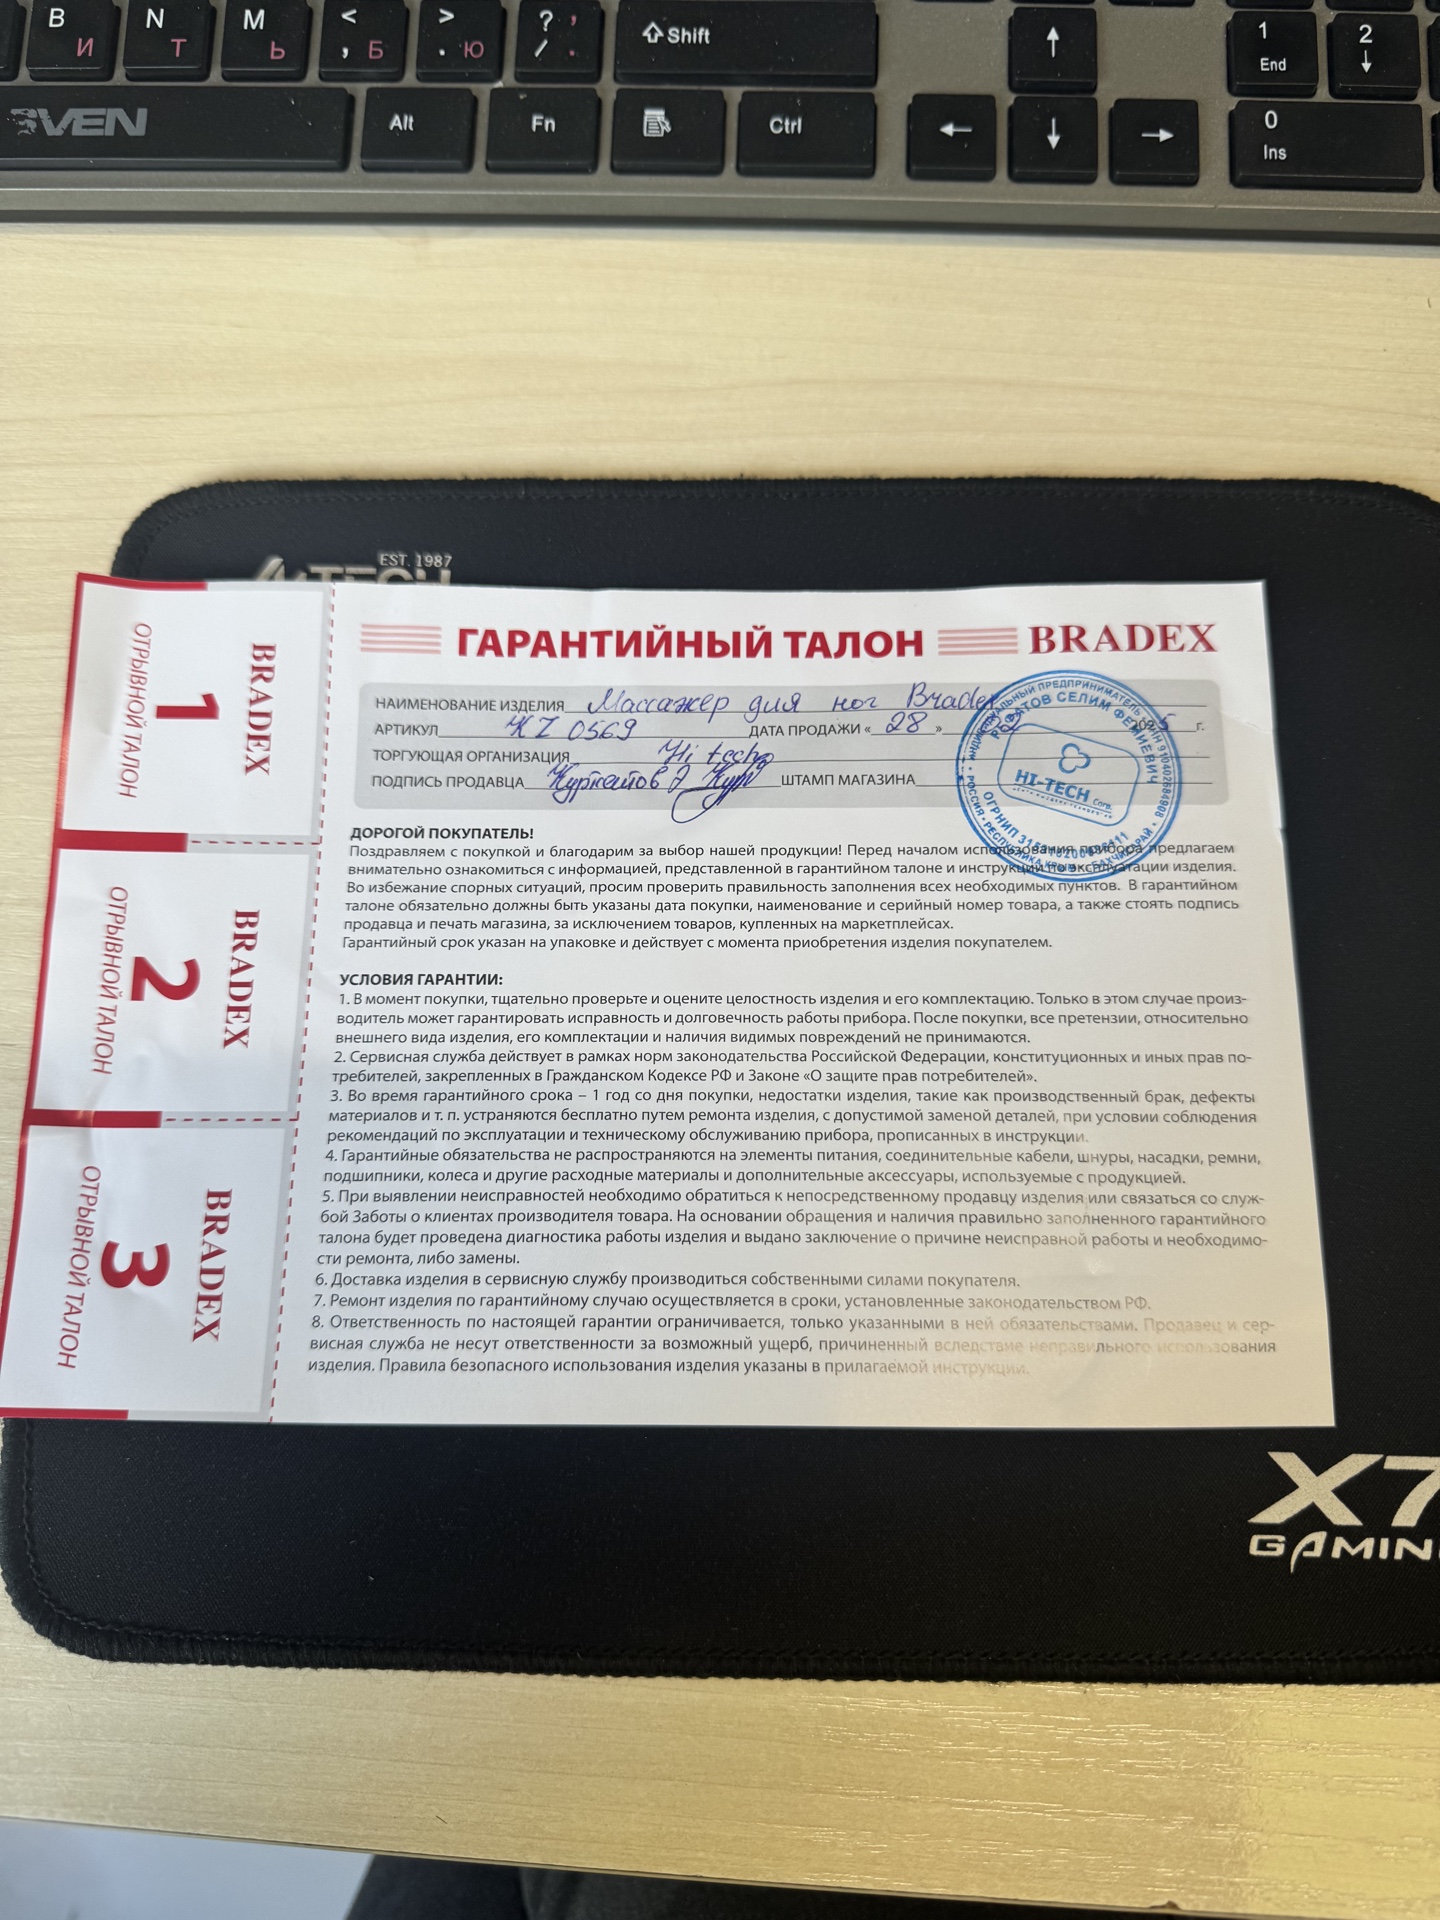 B И
N Т
M Ь
< , Б
> . Ю
? , / .
Shift
1 End
2
SVEN
Alt
Fn
Ctrl
0 Ins
EST. 1987
ГАРАНТИЙНЫЙ ТАЛОН BRADEX
НАИМЕНОВАНИЕ ИЗДЕЛИЯ Массажер для ног Bradex
АРТИКУЛ KZ 0569 ДАТА ПРОДАЖИ « 28 » 2025 г.
ТОРГУЮЩАЯ ОРГАНИЗАЦИЯ Hi tech
ПОДПИСЬ ПРОДАВЦА ШТАМП МАГАЗИНА
ИНДИВИДУАЛЬНЫЙ ПРЕДПРИНИМАТЕЛЬ
СЕЛИМ ФЕМИЕВИЧ
HI-TECH Corp.
РОССИЯ • РЕСПУБЛИКА КРЫМ • БАХЧИСАРАЙ
ДОРОГОЙ ПОКУПАТЕЛЬ!
Поздравляем с покупкой и благодарим за выбор нашей продукции! Перед началом использования прибора предлагаем
внимательно ознакомиться с информацией, представленной в гарантийном талоне и инструкции по эксплуатации изделия.
Во избежание спорных ситуаций, просим проверить правильность заполнения всех необходимых пунктов. В гарантийном
талоне обязательно должны быть указаны дата покупки, наименование и серийный номер товара, а также стоять подпись
продавца и печать магазина, за исключением товаров, купленных на маркетплейсах.
Гарантийный срок указан на упаковке и действует с момента приобретения изделия покупателем.
УСЛОВИЯ ГАРАНТИИ:
1. В момент покупки, тщательно проверьте и оцените целостность изделия и его комплектацию. Только в этом случае произ-
водитель может гарантировать исправность и долговечность работы прибора. После покупки, все претензии, относительно
внешнего вида изделия, его комплектации и наличия видимых повреждений не принимаются.
2. Сервисная служба действует в рамках норм законодательства Российской Федерации, конституционных и иных прав по-
требителей, закрепленных в Гражданском Кодексе РФ и Законе «О защите прав потребителей».
3. Во время гарантийного срока – 1 год со дня покупки, недостатки изделия, такие как производственный брак, дефекты
материалов и т. п. устраняются бесплатно путем ремонта изделия, с допустимой заменой деталей, при условии соблюдения
рекомендаций по эксплуатации и техническому обслуживанию прибора, прописанных в инструкции.
4. Гарантийные обязательства не распространяются на элементы питания, соединительные кабели, шнуры, насадки, ремни,
подшипники, колеса и другие расходные материалы и дополнительные аксессуары, используемые с продукцией.
5. При выявлении неисправностей необходимо обратиться к непосредственному продавцу изделия или связаться со служ-
бой Заботы о клиентах производителя товара. На основании обращения и наличия правильно заполненного гарантийного
талона будет проведена диагностика работы изделия и выдано заключение о причине неисправной работы и необходимо-
сти ремонта, либо замены.
6. Доставка изделия в сервисную службу производиться собственными силами покупателя.
7. Ремонт изделия по гарантийному случаю осуществляется в сроки, установленные законодательством РФ.
8. Ответственность по настоящей гарантии ограничивается, только указанными в ней обязательствами. Продавец и сер-
висная служба не несут ответственности за возможный ущерб, причиненный вследствие неправильного использования
изделия. Правила безопасного использования изделия указаны в прилагаемой инструкции.
BRADEX
1
ОТРЫВНОЙ ТАЛОН
BRADEX
2
ОТРЫВНОЙ ТАЛОН
BRADEX
3
ОТРЫВНОЙ ТАЛОН
X7